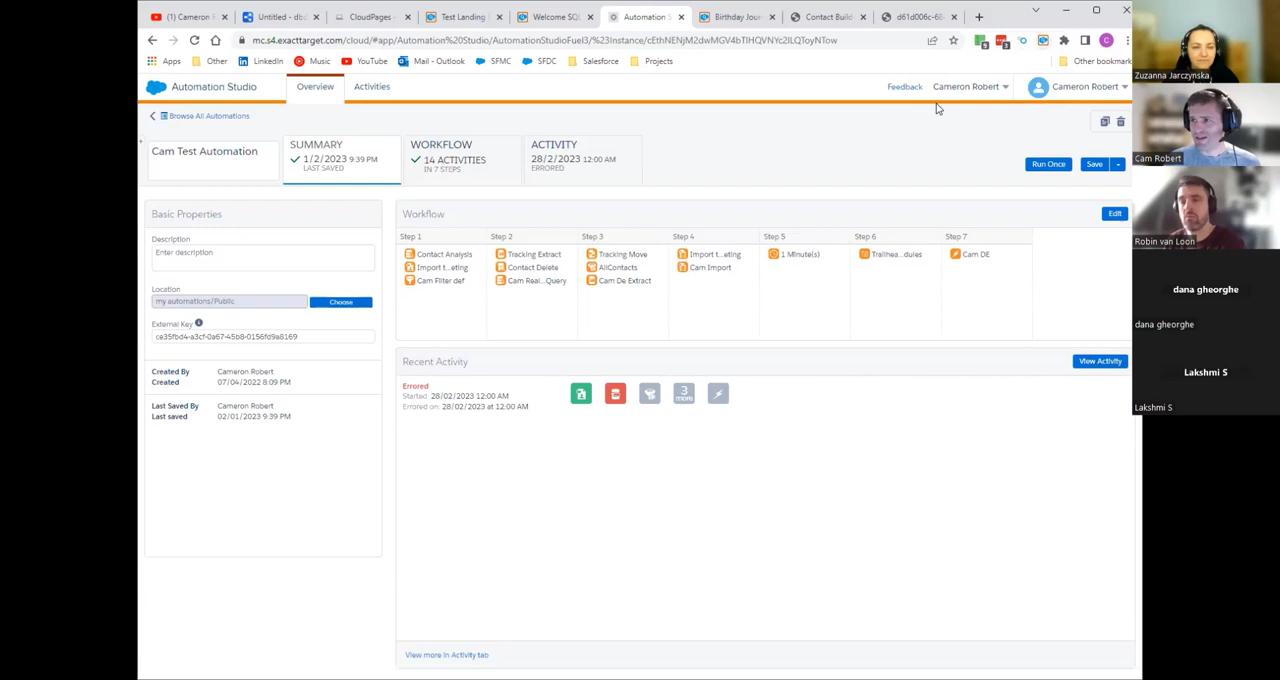 (1) Cameron F
Untitled - dbd
CloudPages -
Test Landing
Welcome SQL
Automation S
Birthday Jour
Contact Build
d61d006c-68-
mc.s4.exacttarget.com/cloud/#app/Automation%20Studio/AutomationStudioFuel3/%23Instance/cEthNENjM2dwMGV4bTlHQVNYc2lLQToyNTow
Apps Other LinkedIn Music YouTube Mail - Outlook SFMC SFDC Salesforce Projects Other bookmark
Automation Studio Overview Activities Feedback Cameron Robert Cameron Robert
Browse All Automations
Cam Test Automation
SUMMARY
1/2/2023 9:39 PM
LAST SAVED
WORKFLOW
14 ACTIVITIES
IN 7 STEPS
ACTIVITY
28/2/2023 12:00 AM
ERRORED
Run Once Save
Basic Properties
Description
Enter description
Location
my automations/Public Choose
External Key
ce35fbd4-a3cf-0a67-45b8-0156fd9a8169
Created By Cameron Robert
Created 07/04/2022 8:09 PM
Last Saved By Cameron Robert
Last saved 02/01/2023 9:39 PM
Workflow Edit
Step 1 Step 2 Step 3 Step 4 Step 5 Step 6 Step 7
Contact Analysis Tracking Extract Tracking Move Import t...eting 1 Minute(s) Trailhea...dules Cam DE
Import t...eting Contact Delete AllContacts Cam Import
Cam Filter def Cam Real...Query Cam De Extract
Recent Activity View Activity
Errored
Started: 28/02/2023 12:00 AM
Errored on: 28/02/2023 at 12:00 AM
3
more
View more in Activity tab
Zuzanna Jarczynska
Cam Robert
Robin van Loon
dana gheorghe
dana gheorghe
Lakshmi S
Lakshmi S